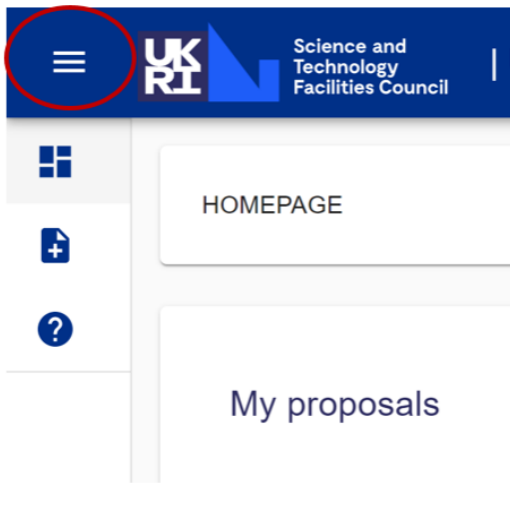 UK
RI
Science and
Technology
Facilities Council
HOMEPAGE
My proposals